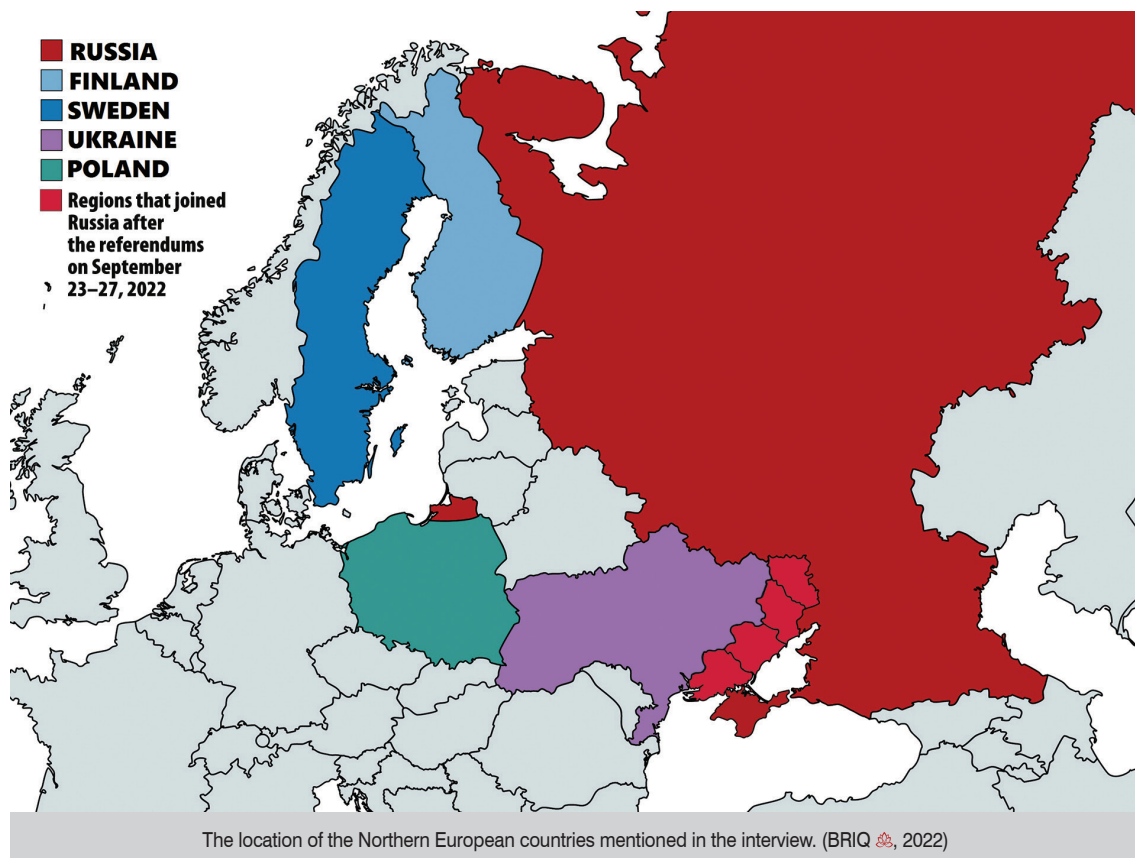 RUSSIA
FINLAND
SWEDEN
UKRAINE
POLAND
Regions that joined
Russia after
the referendums
on September
23–27, 2022
The location of the Northern European countries mentioned in the interview. (BRIQ, 2022)